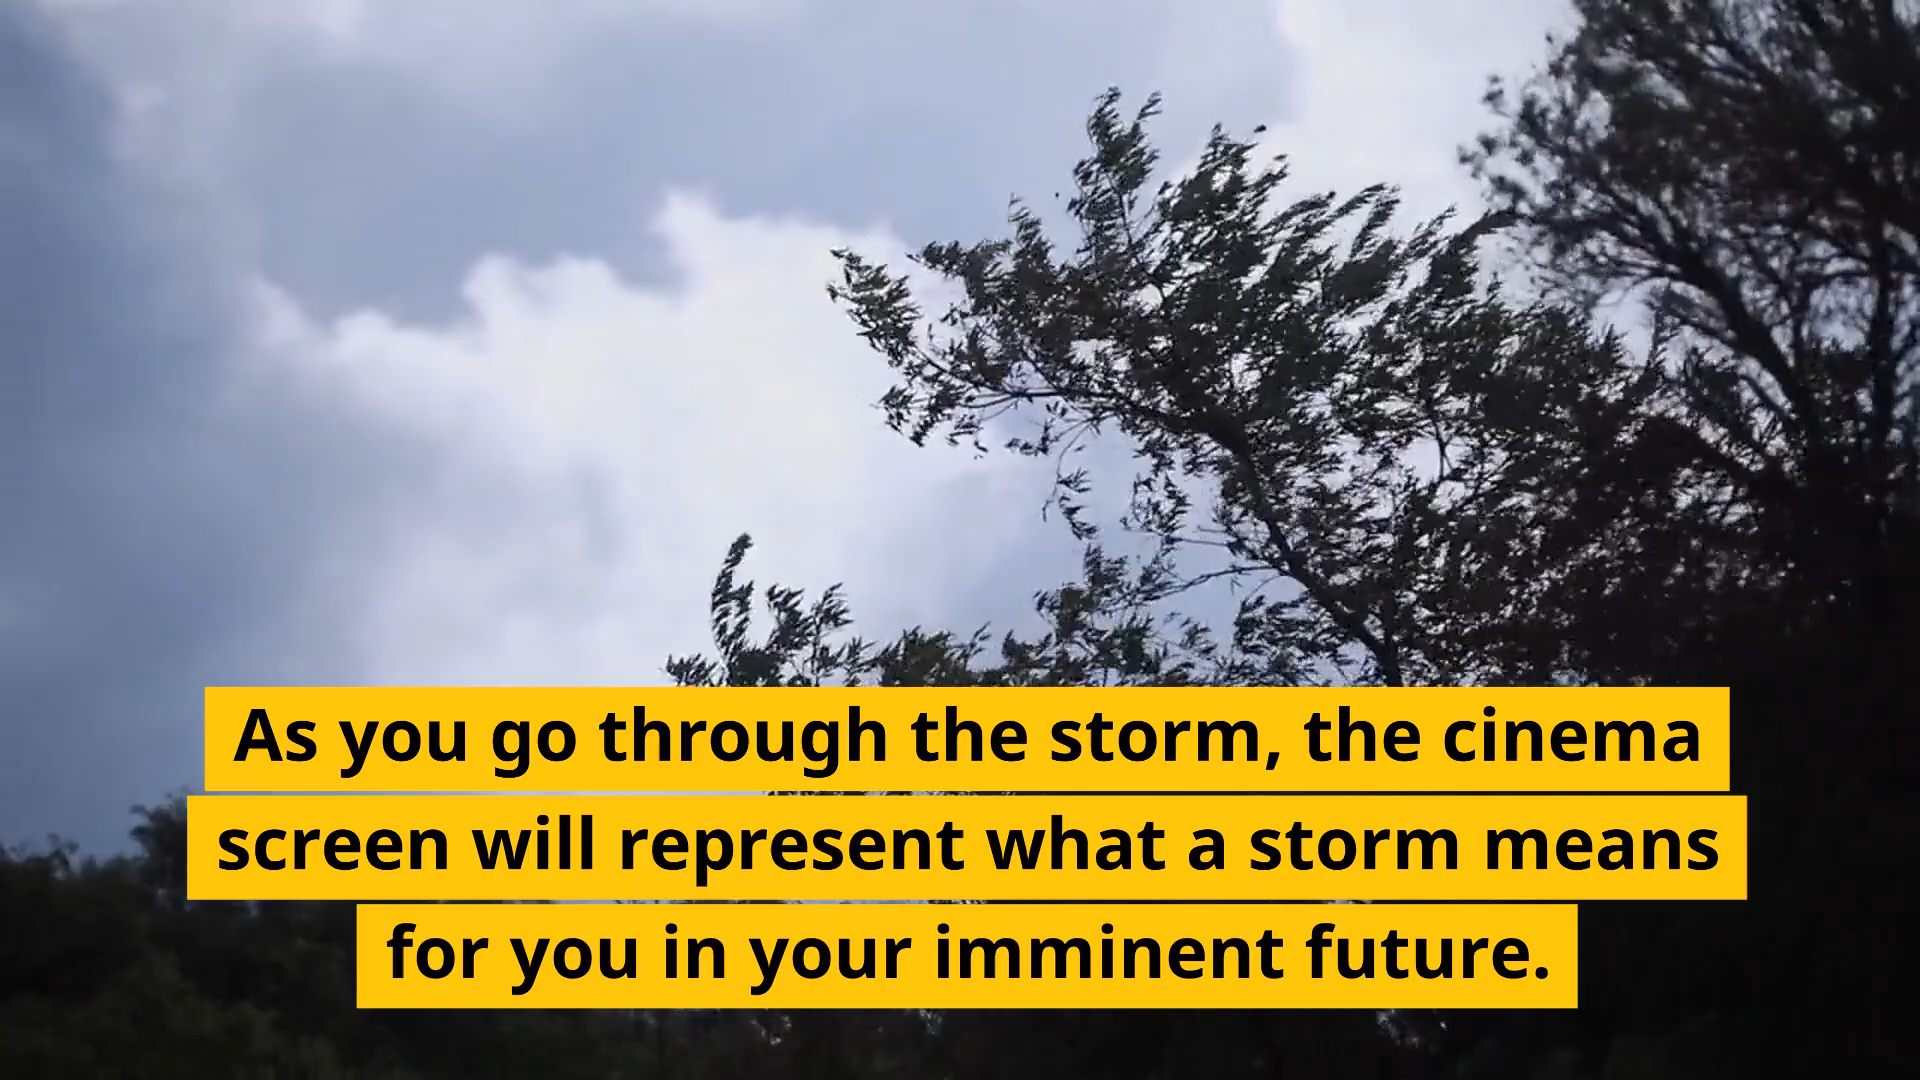 As you go through the storm, the cinema
screen will represent what a storm means
for you in your imminent future.